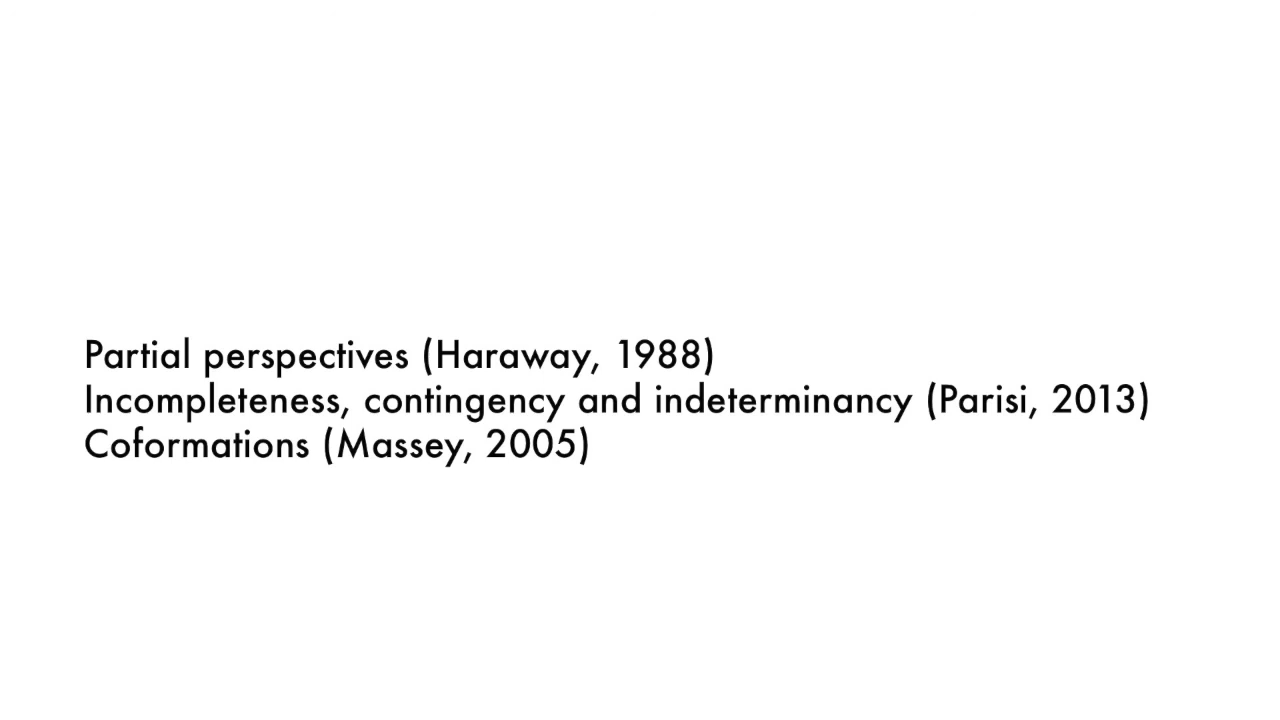 Partial perspectives (Haraway, 1988)
Incompleteness, contingency and indeterminancy (Parisi, 2013)
Coformations (Massey, 2005)